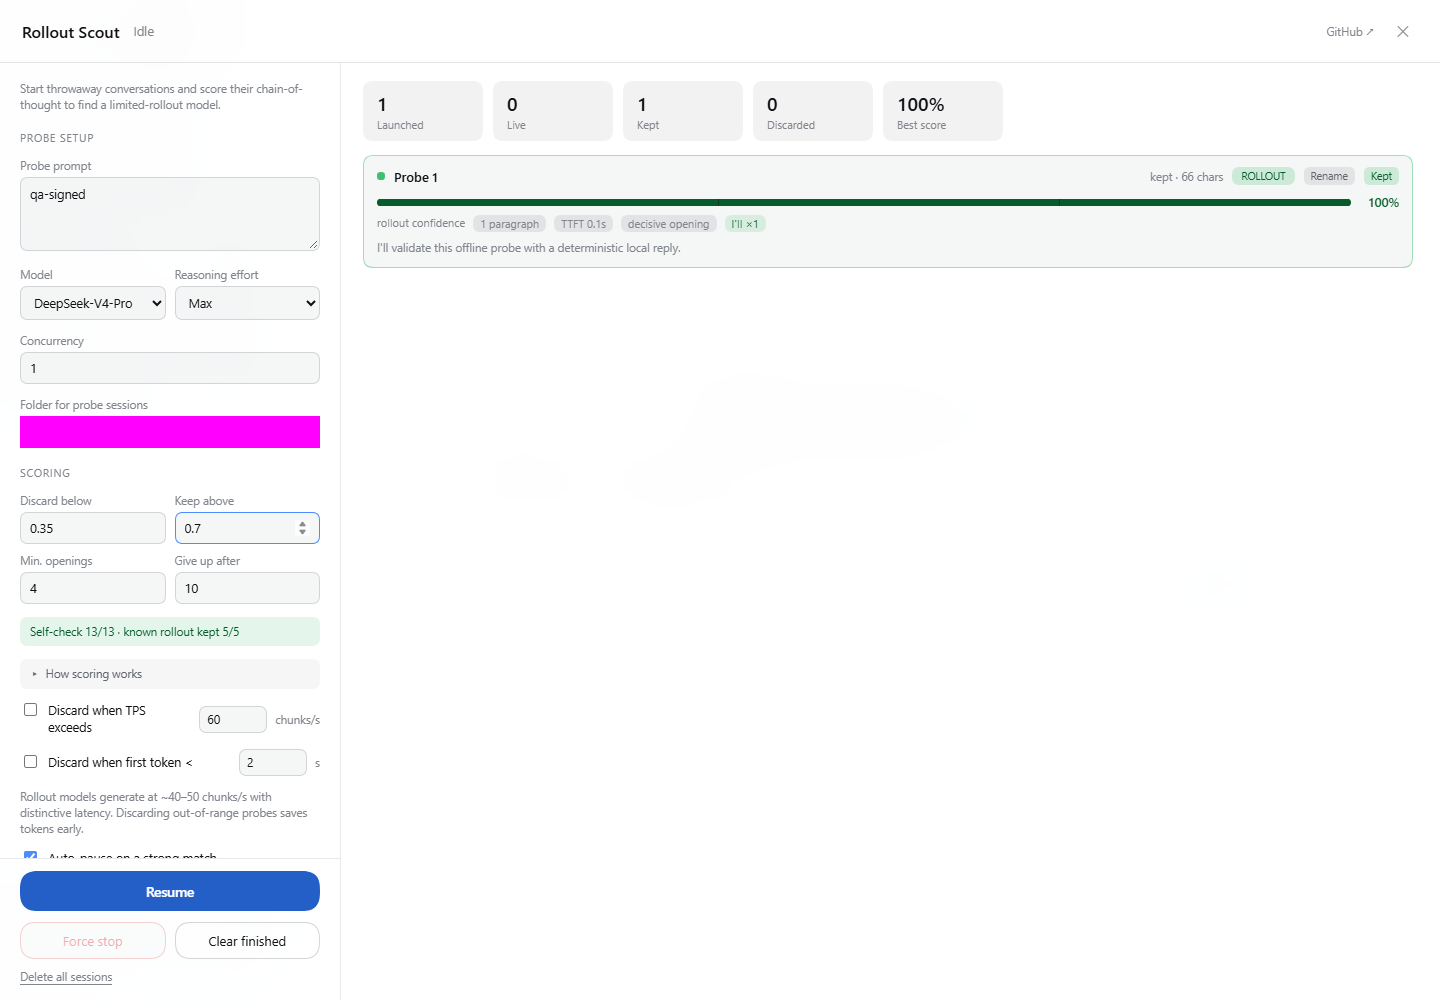 Rollout Scout Idle
GitHub ↗
Start throwaway conversations and score their chain-of-
thought to find a limited-rollout model.
PROBE SETUP
Probe prompt
qa-signed
Model Reasoning effort
DeepSeek-V4-Pro Max
Concurrency
1
Folder for probe sessions
SCORING
Discard below Keep above
0.35 0.7
Min. openings Give up after
4 10
Self-check 13/13 · known rollout kept 5/5
How scoring works
Discard when TPS
exceeds 60 chunks/s
Discard when first token < 2 s
Rollout models generate at ~40–50 chunks/s with
distinctive latency. Discarding out-of-range probes saves
tokens early.
Auto-pause on a strong match
Resume
Force stop Clear finished
Delete all sessions
1 0 1 0 100%
Launched Live Kept Discarded Best score
Probe 1 kept · 66 chars ROLLOUT Rename Kept
100%
rollout confidence 1 paragraph TTFT 0.1s decisive opening I'll ×1
I'll validate this offline probe with a deterministic local reply.